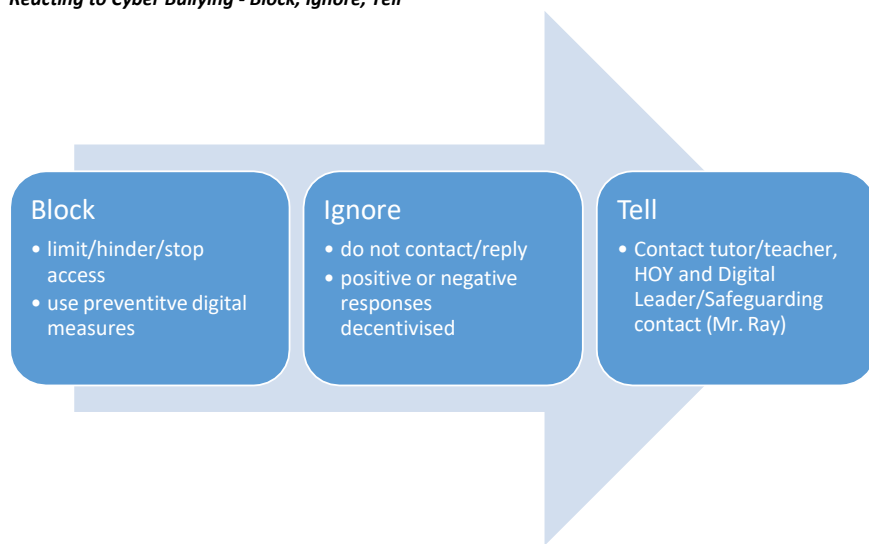 Reacting to Cyber Bullying - Block, Ignore, Tell
Block
• limit/hinder/stop
access
• use preventitve digital
measures
Ignore
• do not contact/reply
• positive or negative
responses
decentivised
Tell
• Contact tutor/teacher,
HOY and Digital
Leader/Safeguarding
contact (Mr. Ray)